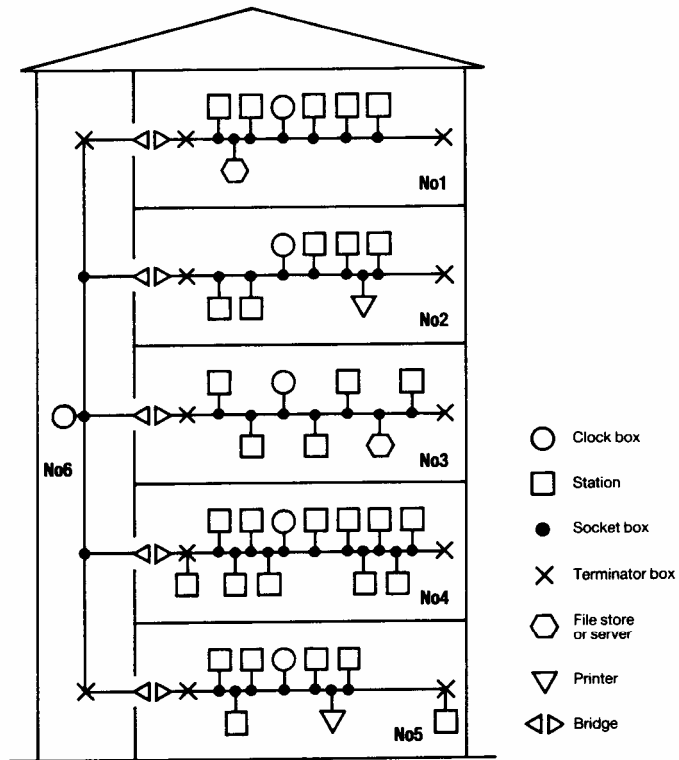 No1
No2
No3
No6
No4
No5
Clock box
Station
Socket box
Terminator box
File store
or server
Printer
Bridge